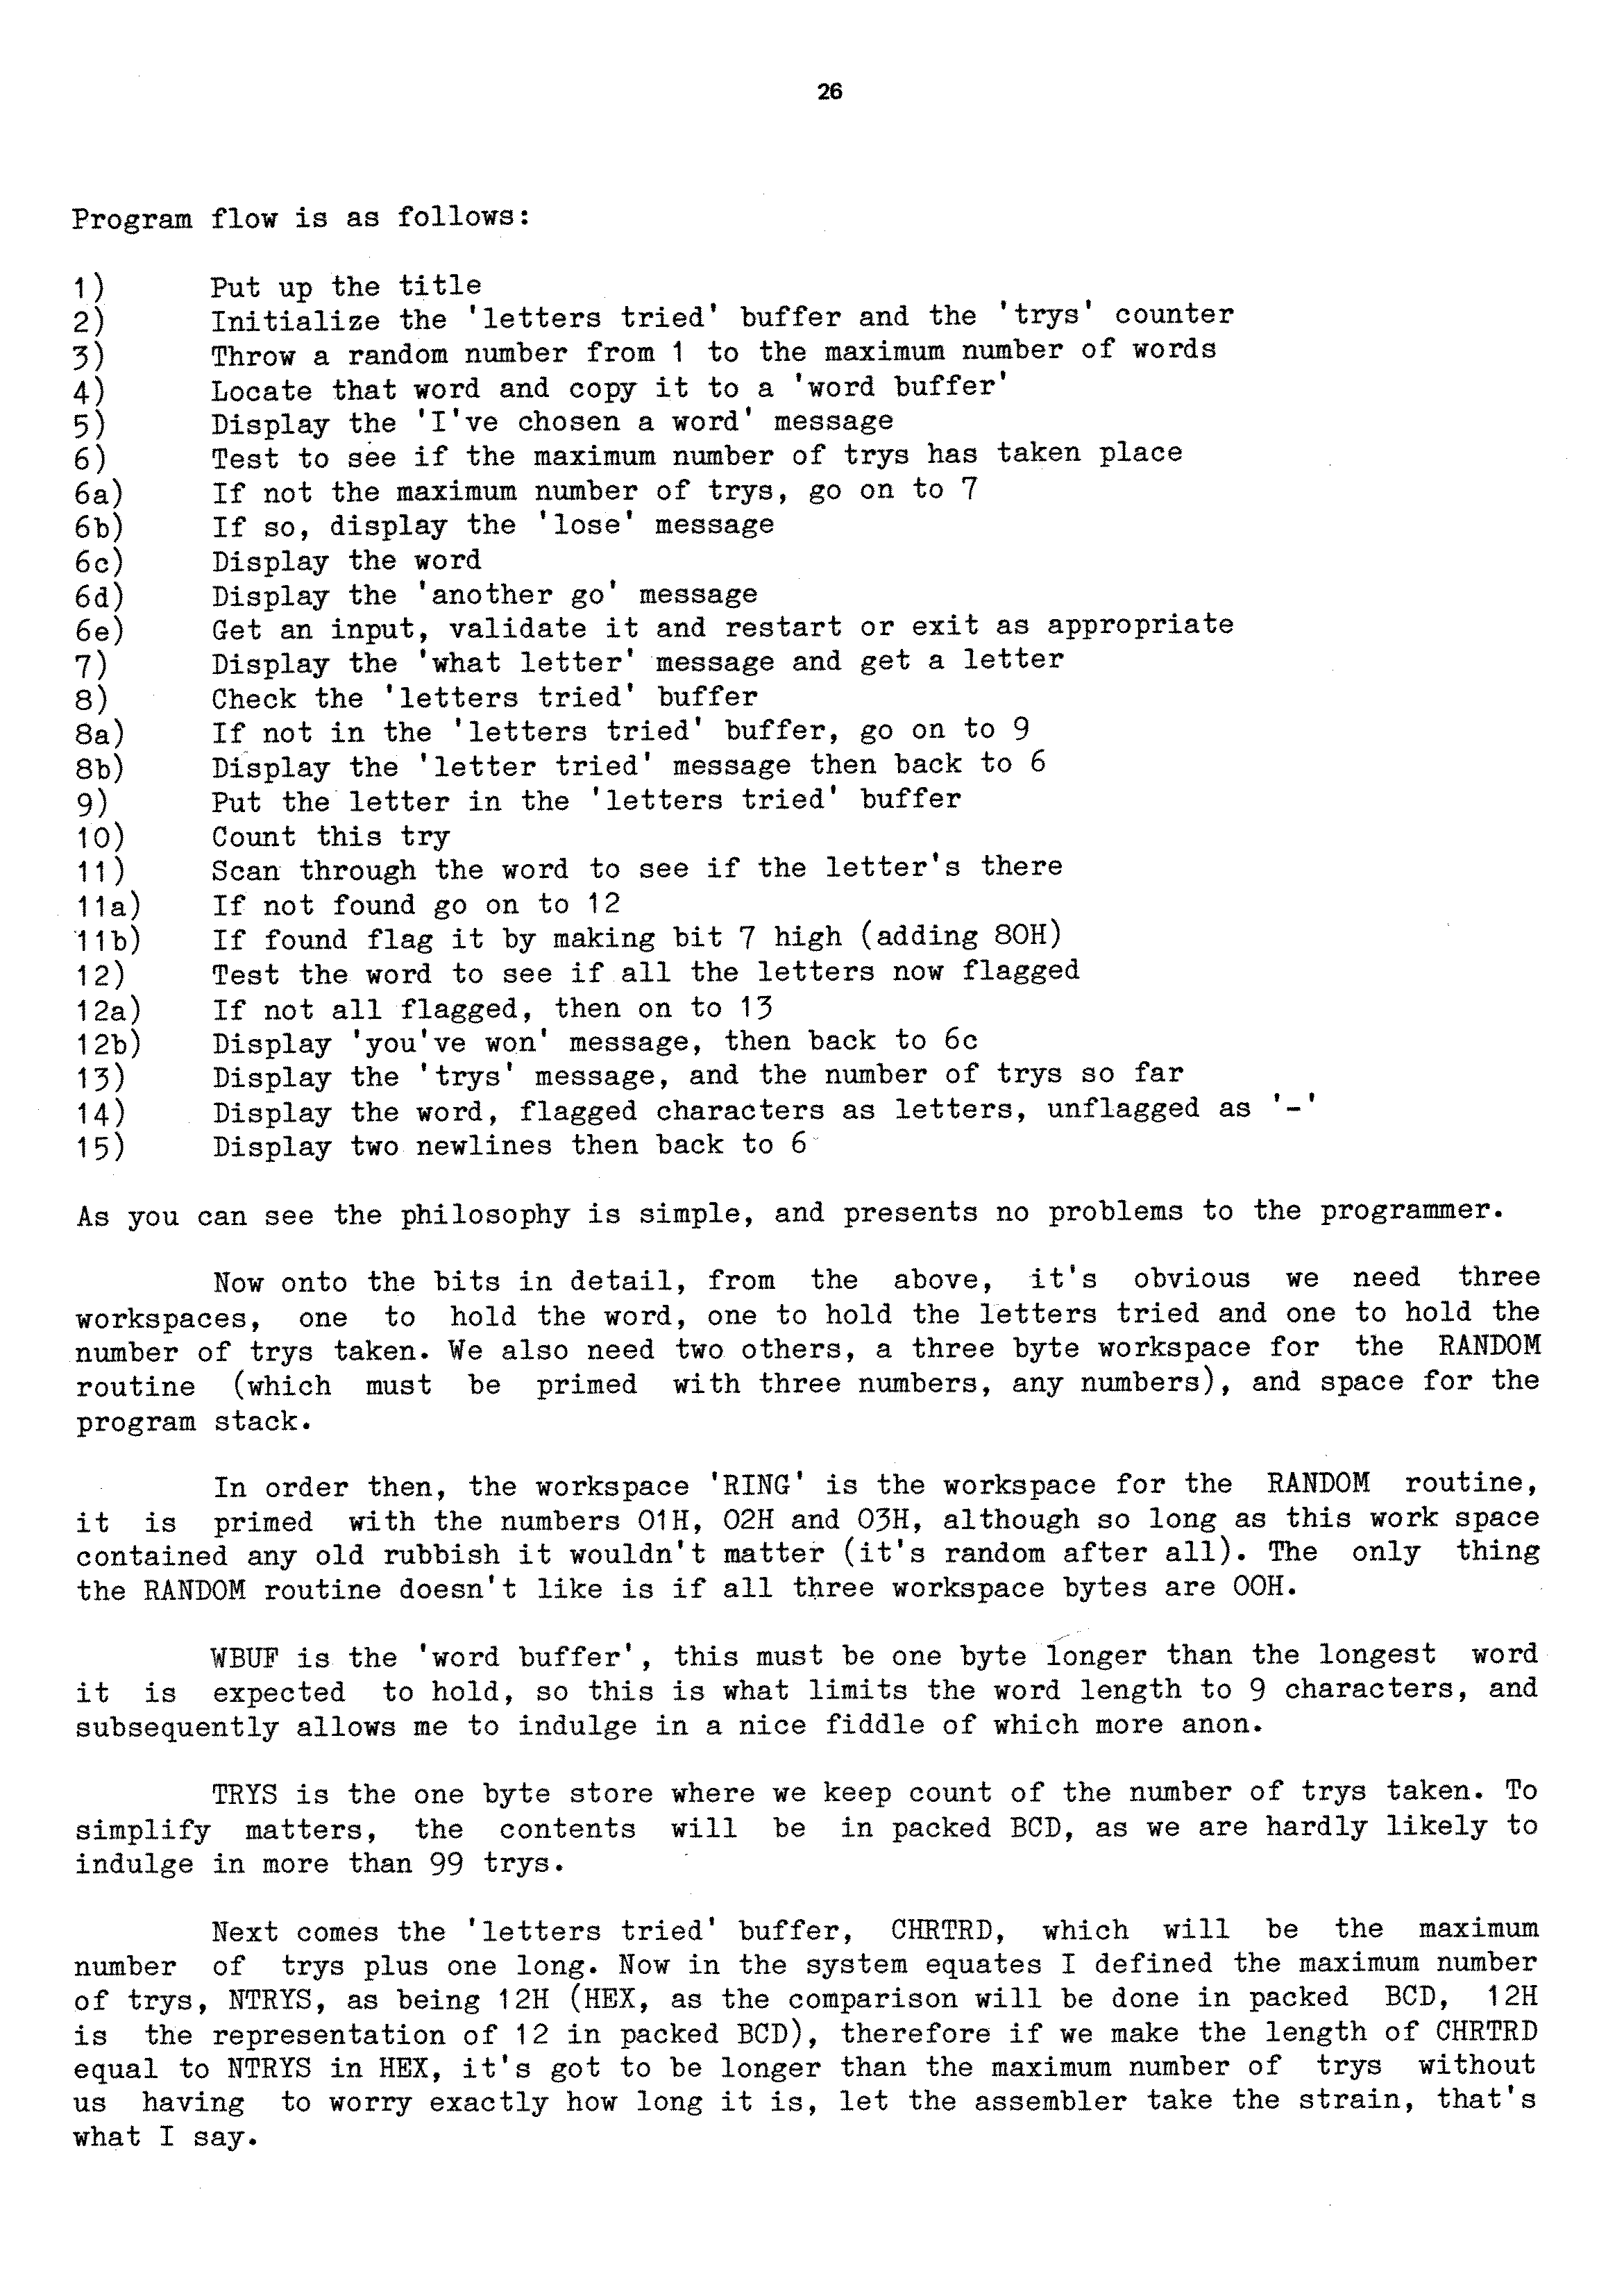 26
Program flow is as follows:
1) Put up the title
2) Initialize the 'letters tried' buffer and the 'trys' counter
3) Throw a random number from 1 to the maximum number of words
4) Locate that word and copy it to a 'word buffer'
5) Display the 'I've chosen a word' message
6) Test to see if the maximum number of trys has taken place
6a) If not the maximum number of trys, go on to 7
6b) If so, display the 'lose' message
6c) Display the word
6d) Display the 'another go' message
6e) Get an input, validate it and restart or exit as appropriate
7) Display the 'what letter' message and get a letter
8) Check the 'letters tried' buffer
8a) If not in the 'letters tried' buffer, go on to 9
8b) Display the 'letter tried' message then back to 6
9) Put the letter in the 'letters tried' buffer
10) Count this try
11) Scan through the word to see if the letter's there
11a) If not found go on to 12
11b) If found flag it by making bit 7 high (adding 80H)
12) Test the word to see if all the letters now flagged
12a) If not all flagged, then on to 13
12b) Display 'you've won' message, then back to 6c
13) Display the 'trys' message, and the number of trys so far
14) Display the word, flagged characters as letters, unflagged as '-'
15) Display two newlines then back to 6
As you can see the philosophy is simple, and presents no problems to the programmer.
Now onto the bits in detail, from the above, it's obvious we need three
workspaces, one to hold the word, one to hold the letters tried and one to hold the
number of trys taken. We also need two others, a three byte workspace for the RANDOM
routine (which must be primed with three numbers, any numbers), and space for the
program stack.
In order then, the workspace 'RING' is the workspace for the RANDOM routine,
it is primed with the numbers 01H, 02H and 03H, although so long as this work space
contained any old rubbish it wouldn't matter (it's random after all). The only thing
the RANDOM routine doesn't like is if all three workspace bytes are 00H.
WBUF is the 'word buffer', this must be one byte longer than the longest word
it is expected to hold, so this is what limits the word length to 9 characters, and
subsequently allows me to indulge in a nice fiddle of which more anon.
TRYS is the one byte store where we keep count of the number of trys taken. To
simplify matters, the contents will be in packed BCD, as we are hardly likely to
indulge in more than 99 trys.
Next comes the 'letters tried' buffer, CHRTRD, which will be the maximum
number of trys plus one long. Now in the system equates I defined the maximum number
of trys, NTRYS, as being 12H (HEX, as the comparison will be done in packed BCD, 12H
is the representation of 12 in packed BCD), therefore if we make the length of CHRTRD
equal to NTRYS in HEX, it's got to be longer than the maximum number of trys without
us having to worry exactly how long it is, let the assembler take the strain, that's
what I say.